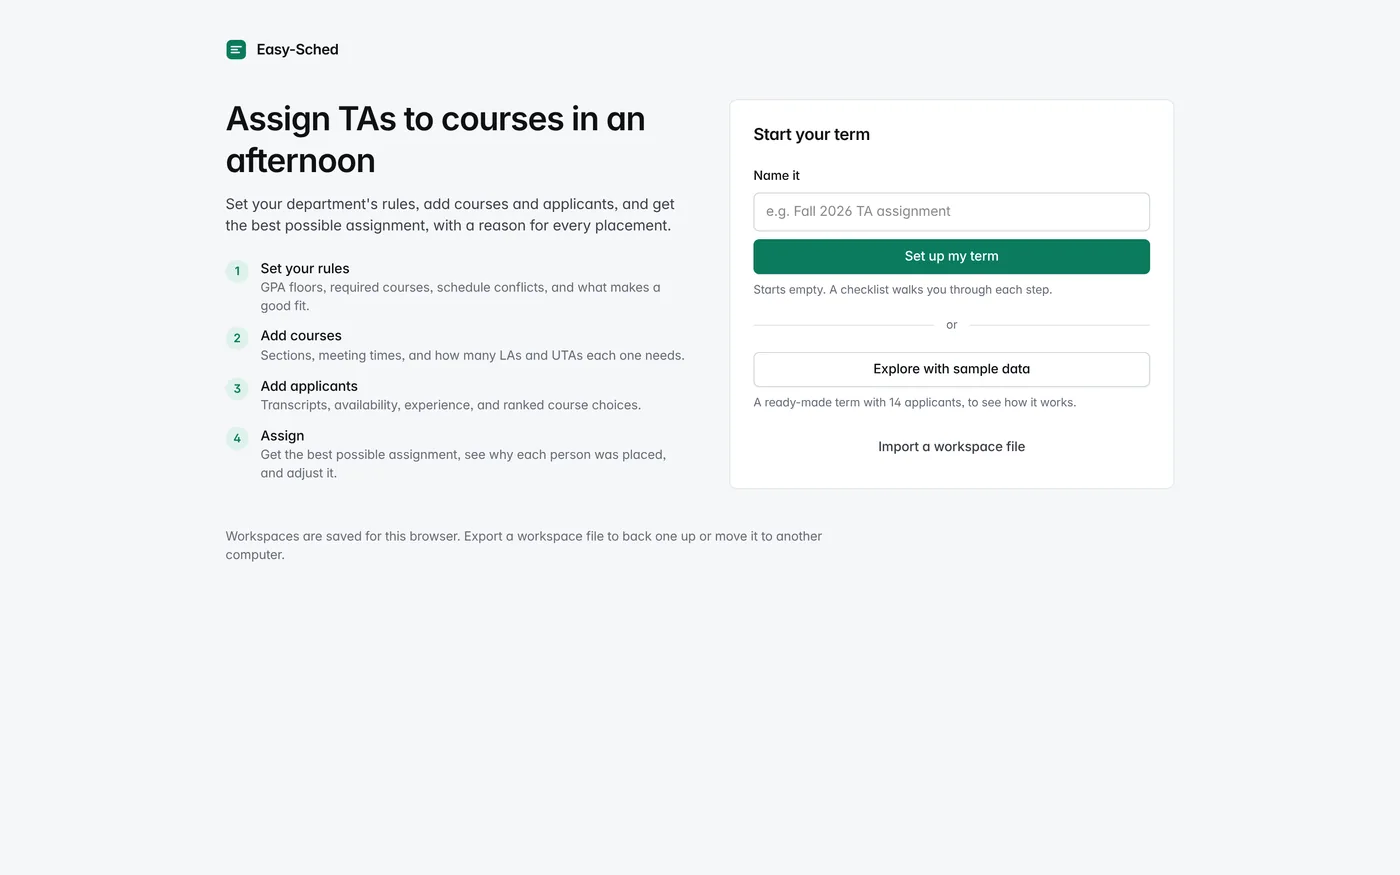 Easy-Sched
Assign TAs to courses in an
afternoon
Set your department's rules, add courses and applicants, and get
the best possible assignment, with a reason for every placement.
1
Set your rules
GPA floors, required courses, schedule conflicts, and what makes a
good fit.
2
Add courses
Sections, meeting times, and how many LAs and UTAs each one needs.
3
Add applicants
Transcripts, availability, experience, and ranked course choices.
4
Assign
Get the best possible assignment, see why each person was placed,
and adjust it.
Start your term
Name it
e.g. Fall 2026 TA assignment
Set up my term
Starts empty. A checklist walks you through each step.
or
Explore with sample data
A ready-made term with 14 applicants, to see how it works.
Import a workspace file
Workspaces are saved for this browser. Export a workspace file to back one up or move it to another
computer.